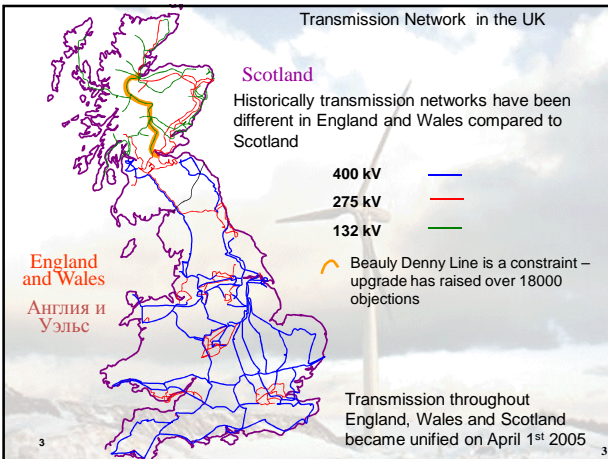 Transmission Network in the UK
Scotland
Historically transmission networks have been
different in England and Wales compared to
Scotland
400 kV
275 kV
132 kV
Beauly Denny Line is a constraint –
upgrade has raised over 18000
objections
England
and Wales
Англия и
Уэльс
Transmission throughout
England, Wales and Scotland
became unified on April 1st 2005
3
3